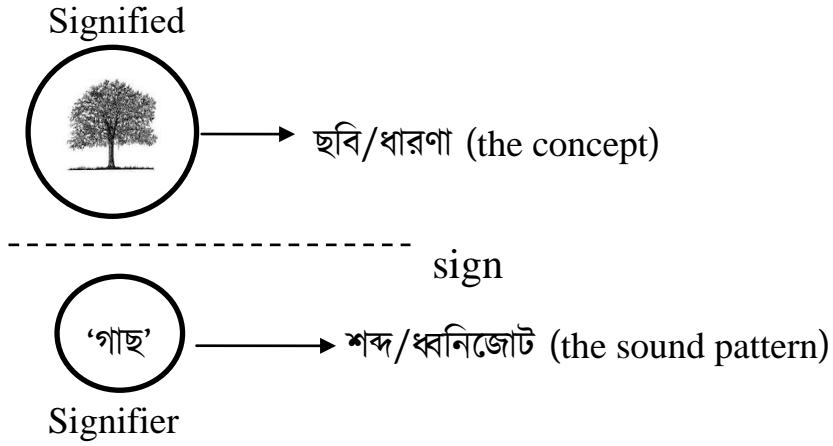 Signified
ছবি/ধারণা (the concept)
sign
‘গাছ’
শব্দ/ধ্বনিজোট (the sound pattern)
Signifier